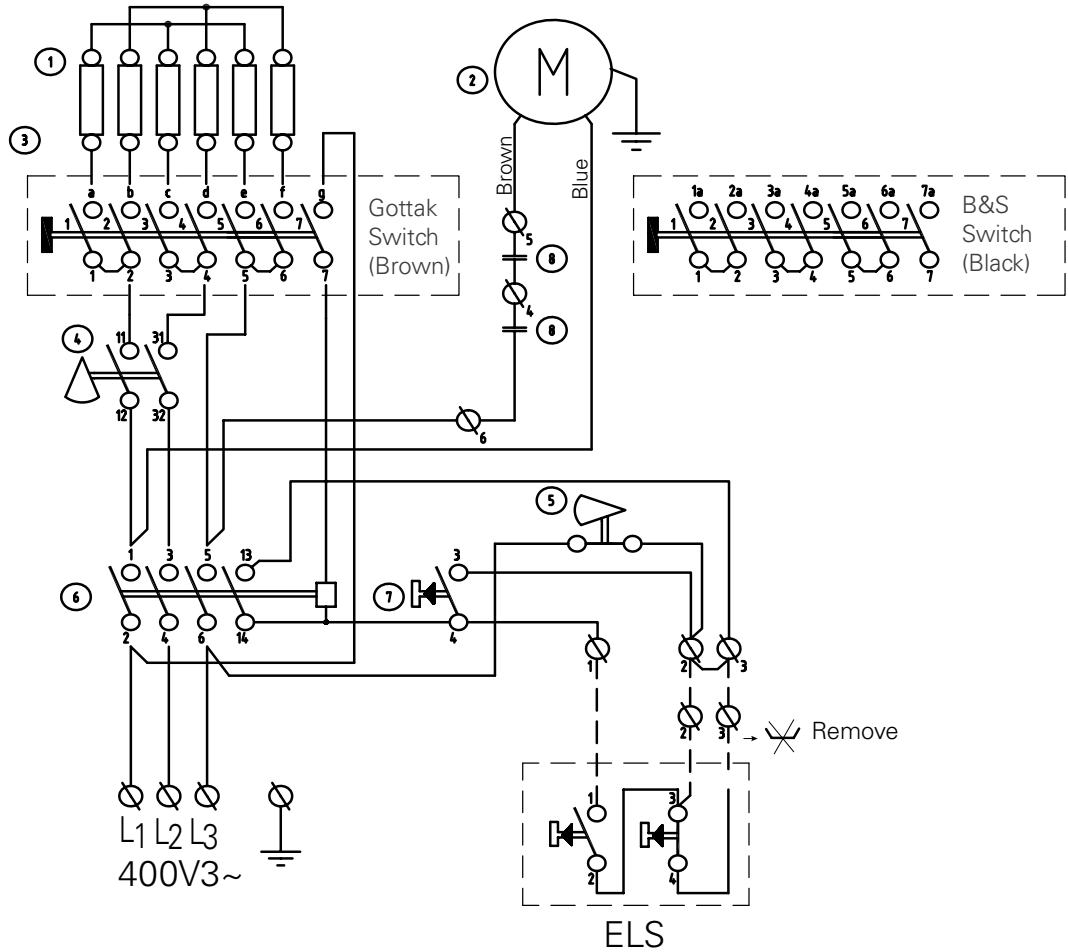 1
2
M
3
Brown
Blue
a b c d e f g
1 2 3 4 5 6 7
1 2 3 4 5 6 7
Gottak
Switch
(Brown)
1a 2a 3a 4a 5a 6a 7a
1 2 3 4 5 6 7
1 2 3 4 5 6 7
B&S
Switch
(Black)
5
8
4
8
6
4
11 31
12 32
5
1 3 5 13
6
2 4 6 14
7
3
4
1
2
3
2
3
→ Remove
L1 L2 L3
400V3~
1
2
3
4
ELS